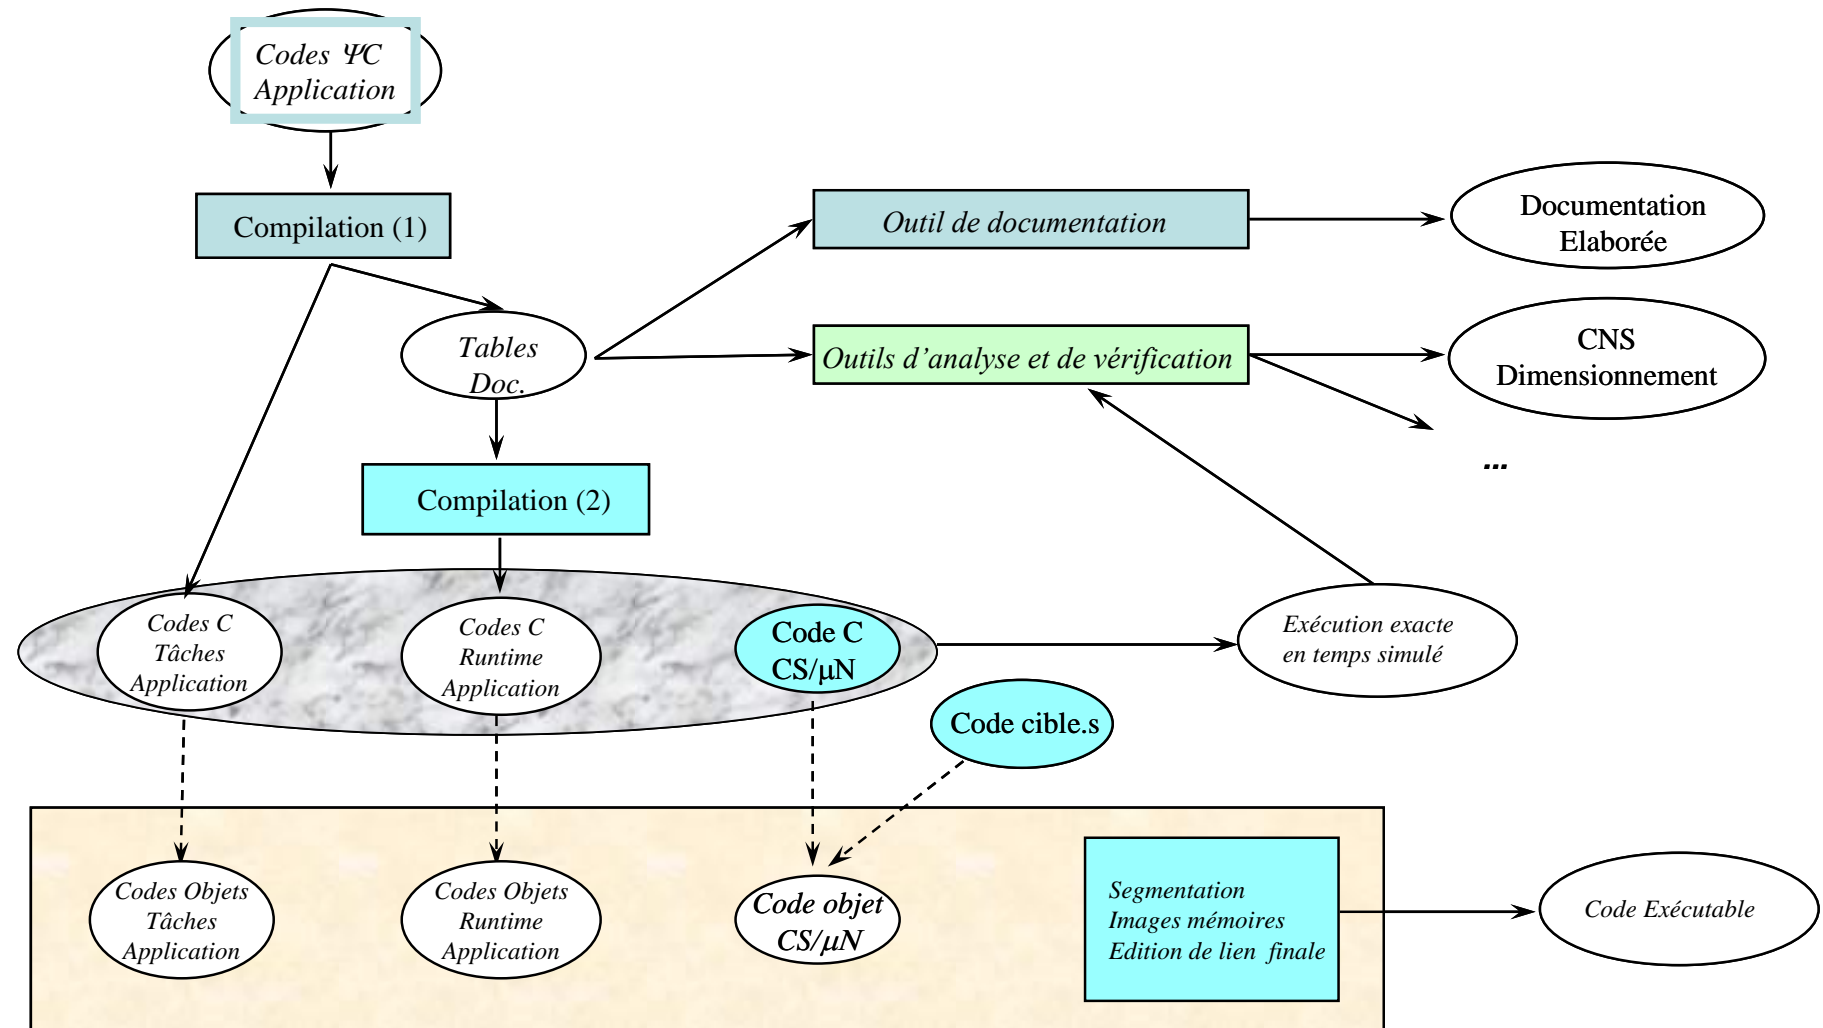 Codes ΨC
Application
Compilation (1)
Outil de documentation
Documentation
Elaborée
Tables
Doc.
Outils d’analyse et de vérification
CNS
Dimensionnement
...
Compilation (2)
Codes C
Tâches
Application
Codes C
Runtime
Application
Code C
CS/μN
Exécution exacte
en temps simulé
Code cible.s
Codes Objets
Tâches
Application
Codes Objets
Runtime
Application
Code objet
CS/μN
Segmentation
Images mémoires
Edition de lien finale
Code Exécutable